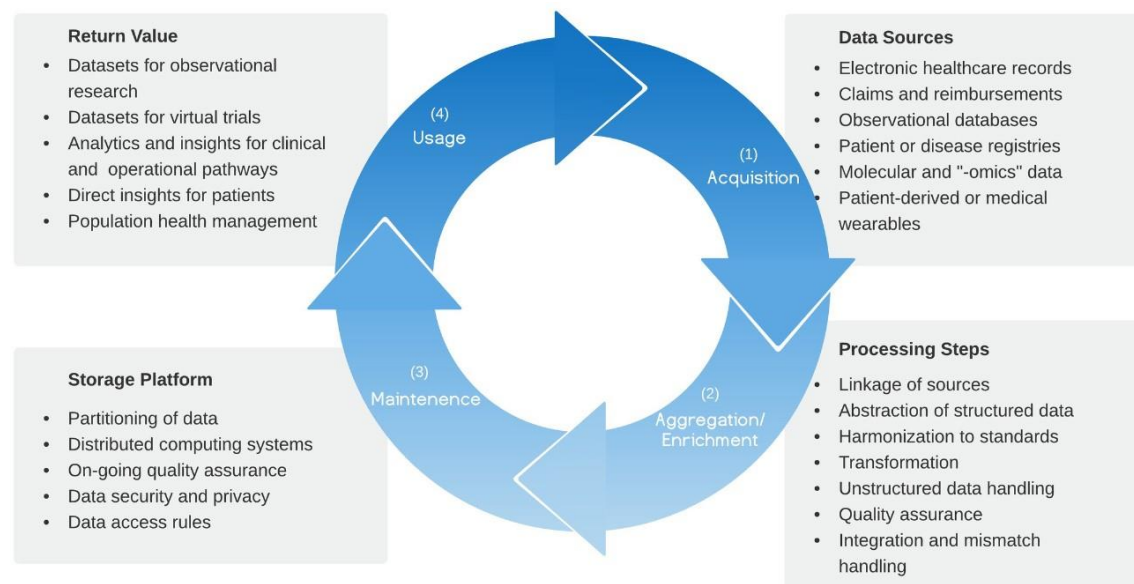 Return Value
• Datasets for observational
research
• Datasets for virtual trials
• Analytics and insights for clinical
and operational pathways
• Direct insights for patients
• Population health management
(4)
Usage
(1)
Acquisition
Data Sources
• Electronic healthcare records
• Claims and reimbursements
• Observational databases
• Patient or disease registries
• Molecular and "-omics" data
• Patient-derived or medical
wearables
Storage Platform
• Partitioning of data
• Distributed computing systems
• On-going quality assurance
• Data security and privacy
• Data access rules
(3)
Maintenence
(2)
Aggregation/
Enrichment
Processing Steps
• Linkage of sources
• Abstraction of structured data
• Harmonization to standards
• Transformation
• Unstructured data handling
• Quality assurance
• Integration and mismatch
handling